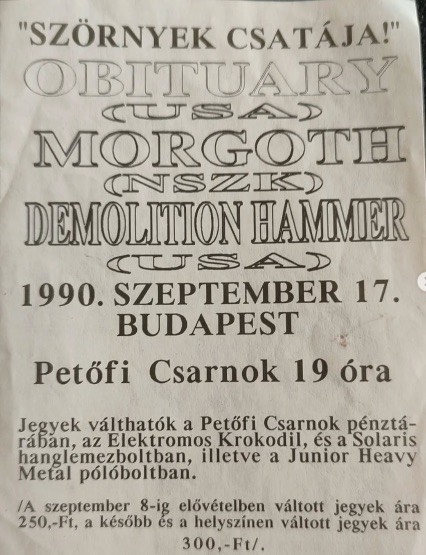 "SZÖRNYEK CSATÁJA!"
OBITUARY
(USA)
MORGOTH
(NSZK)
DEMOLITION HAMMER
(USA)
1990. SZEPTEMBER 17.
BUDAPEST
Petőfi Csarnok 19 óra
Jegyek válthatók a Petőfi Csarnok pénztá-
rában, az Elektromos Krokodil, és a Solaris
hanglemezboltban, illetve a Junior Heavy
Metal pólóboltban.
/A szeptember 8-ig elővételben váltott jegyek ára
250,-Ft, a később és a helyszínen váltott jegyek ára
300,-Ft/.